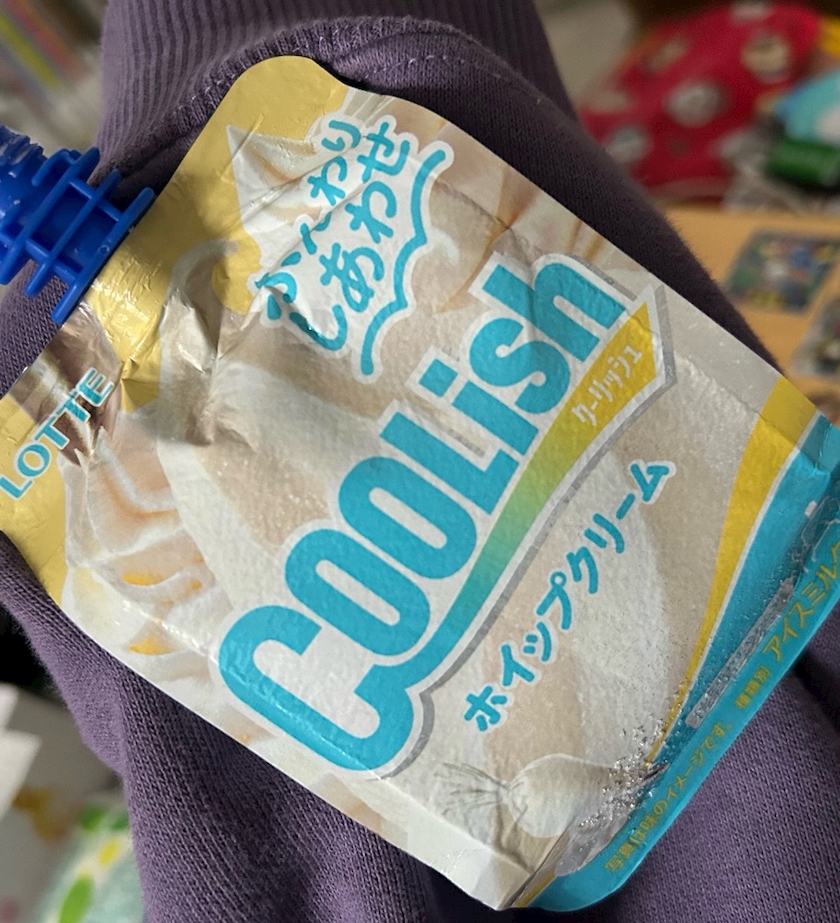 LOTTE
ふんわり
しあわせ
COOLish
クーリッシュ
ホイップクリーム
種類別 アイスミルク
写真は味のイメージです。